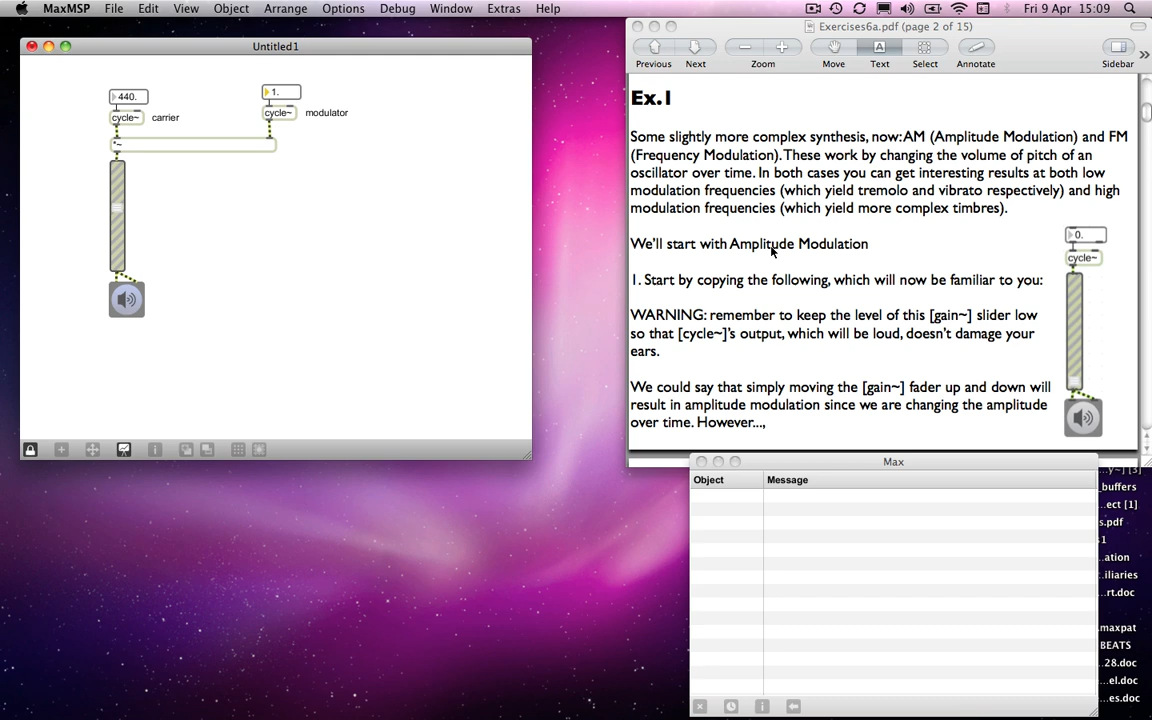 MaxMSP File Edit View Object Arrange Options Debug Window Extras Help Fri 9 Apr 15:09
Untitled1
440.
cycle~ carrier
1.
cycle~ modulator
*~
Exercises6a.pdf (page 2 of 15)
Previous Next Zoom Move Text Select Annotate Sidebar
Ex.1
Some slightly more complex synthesis, now: AM (Amplitude Modulation) and FM
(Frequency Modulation). These work by changing the volume of pitch of an
oscillator over time. In both cases you can get interesting results at both low
modulation frequencies (which yield tremolo and vibrato respectively) and high
modulation frequencies (which yield more complex timbres).
We'll start with Amplitude Modulation
1. Start by copying the following, which will now be familiar to you:
WARNING: remember to keep the level of this [gain~] slider low
so that [cycle~]'s output, which will be loud, doesn't damage your
ears.
We could say that simply moving the [gain~] fader up and down will
result in amplitude modulation since we are changing the amplitude
over time. However...,
0.
cycle~
Max
Object Message
...y~] [3]
_buffers
...ect [1]
s.pdf
s1
...ation
...iliaries
...rt.doc
.maxpat
BEATS
.28.doc
...el.doc
...es.doc